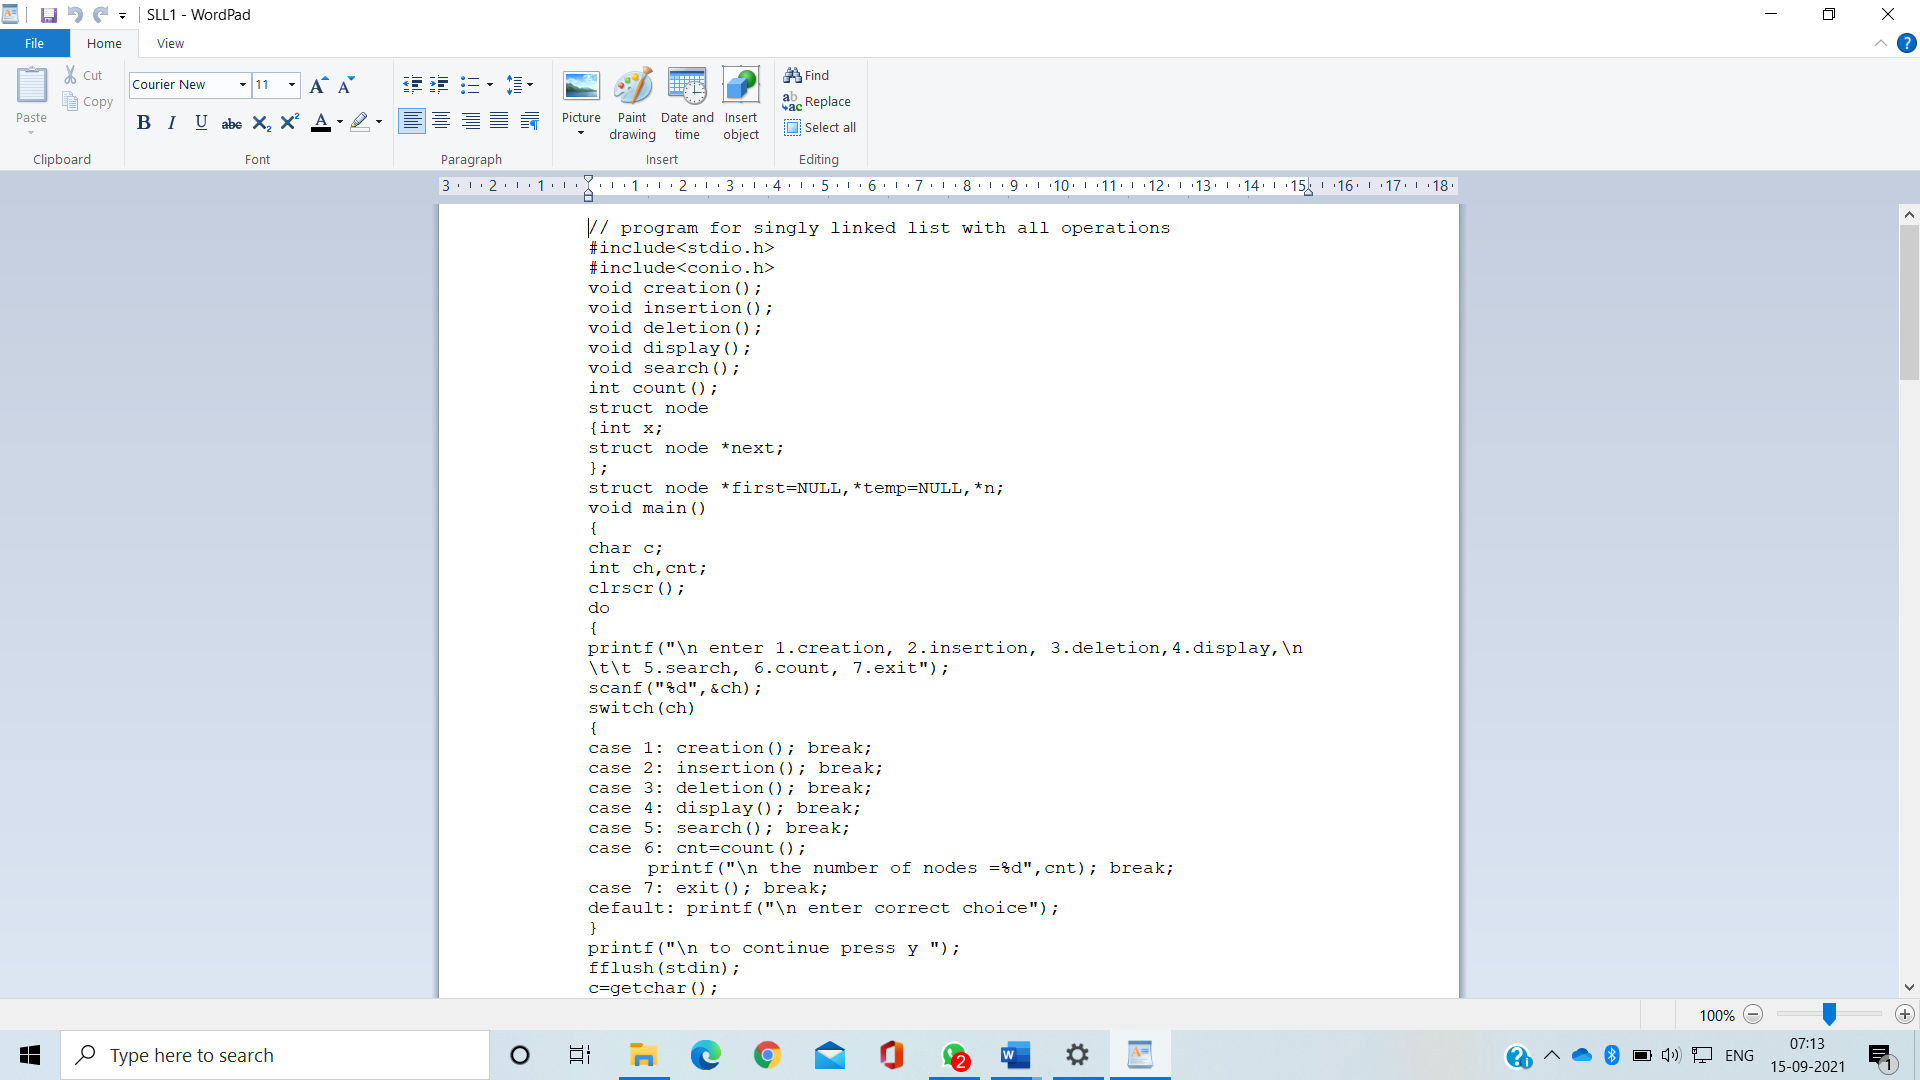 SLL1 - WordPad
File Home View
Cut
Copy
Paste
Clipboard
Courier New 11
B I U abc X2 X2 A
Font
Paragraph
Picture
Paint drawing
Date and time
Insert object
Insert
Find
Replace
Select all
Editing
3 2 1 1 2 3 4 5 6 7 8 9 10 11 12 13 14 15 16 17 18
// program for singly linked list with all operations
#include<stdio.h>
#include<conio.h>
void creation();
void insertion();
void deletion();
void display();
void search();
int count();
struct node
{int x;
struct node *next;
};
struct node *first=NULL,*temp=NULL,*n;
void main()
{
char c;
int ch,cnt;
clrscr();
do
{
printf("\n enter 1.creation, 2.insertion, 3.deletion,4.display,\n
\t\t 5.search, 6.count, 7.exit");
scanf("%d",&ch);
switch(ch)
{
case 1: creation(); break;
case 2: insertion(); break;
case 3: deletion(); break;
case 4: display(); break;
case 5: search(); break;
case 6: cnt=count();
printf("\n the number of nodes =%d",cnt); break;
case 7: exit(); break;
default: printf("\n enter correct choice");
}
printf("\n to continue press y ");
fflush(stdin);
c=getchar();
100%
Type here to search
2
ENG
07:13
15-09-2021
1